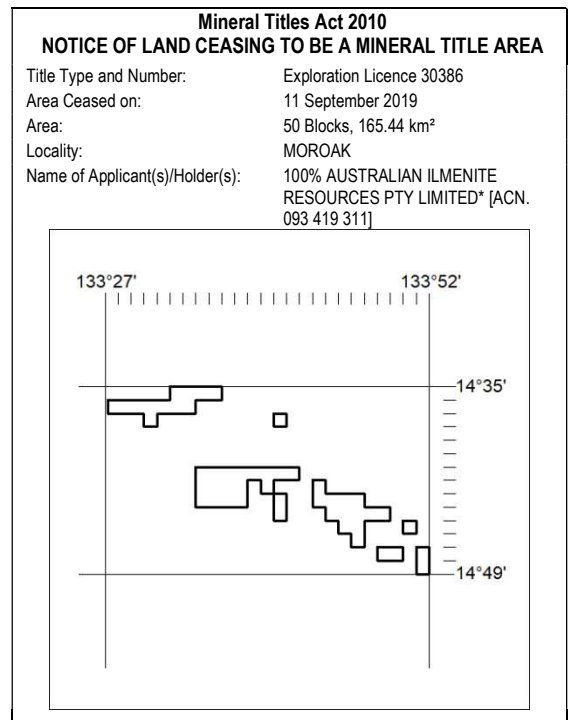 Mineral Titles Act 2010
NOTICE OF LAND CEASING TO BE A MINERAL TITLE AREA
Title Type and Number: Exploration Licence 30386
Area Ceased on: 11 September 2019
Area: 50 Blocks, 165.44 km²
Locality: MOROAK
Name of Applicant(s)/Holder(s): 100% AUSTRALIAN ILMENITE
RESOURCES PTY LIMITED* [ACN.
093 419 311]
133°27' 133°52'
14°35'
14°49'